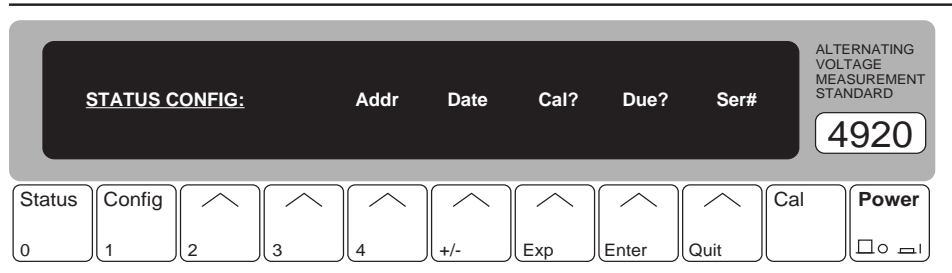 ALTERNATING
VOLTAGE
MEASUREMENT
STANDARD
STATUS CONFIG: Addr Date Cal? Due? Ser#
4920
Status Config Cal Power
0 1 2 3 4 +/- Exp Enter Quit